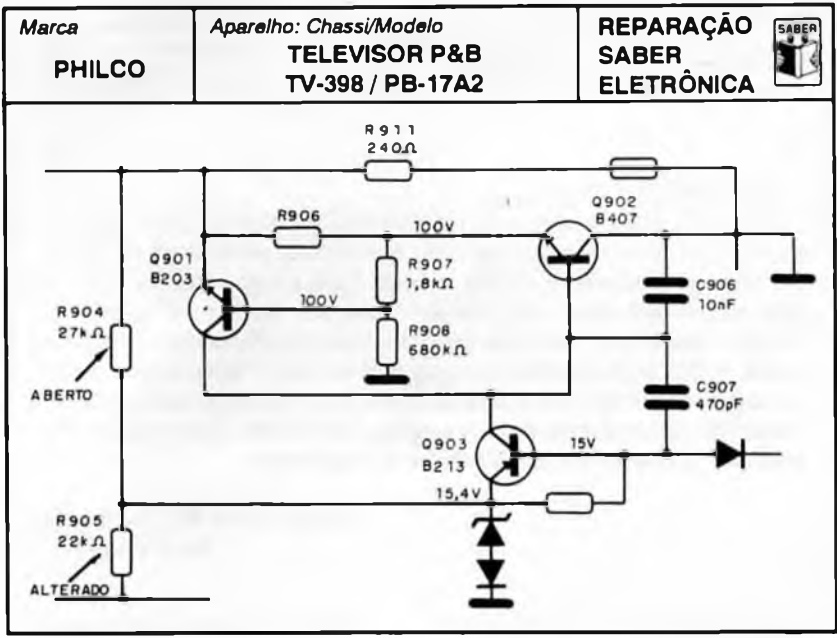 Marca
PHILCO
Aparelho: Chassi/Modelo
TELEVISOR P&B
TV-398 / PB-17A2
REPARAÇÃO
SABER
ELETRÔNICA
SABER
R911
240Ω
Q902
B407
R906
100V
Q901
B203
R907
1,8kΩ
C906
10nF
100V
R904
27kΩ
R908
680kΩ
ABERTO
C907
470pF
Q903
B213
15V
15,4V
R905
22kΩ
ALTERADO